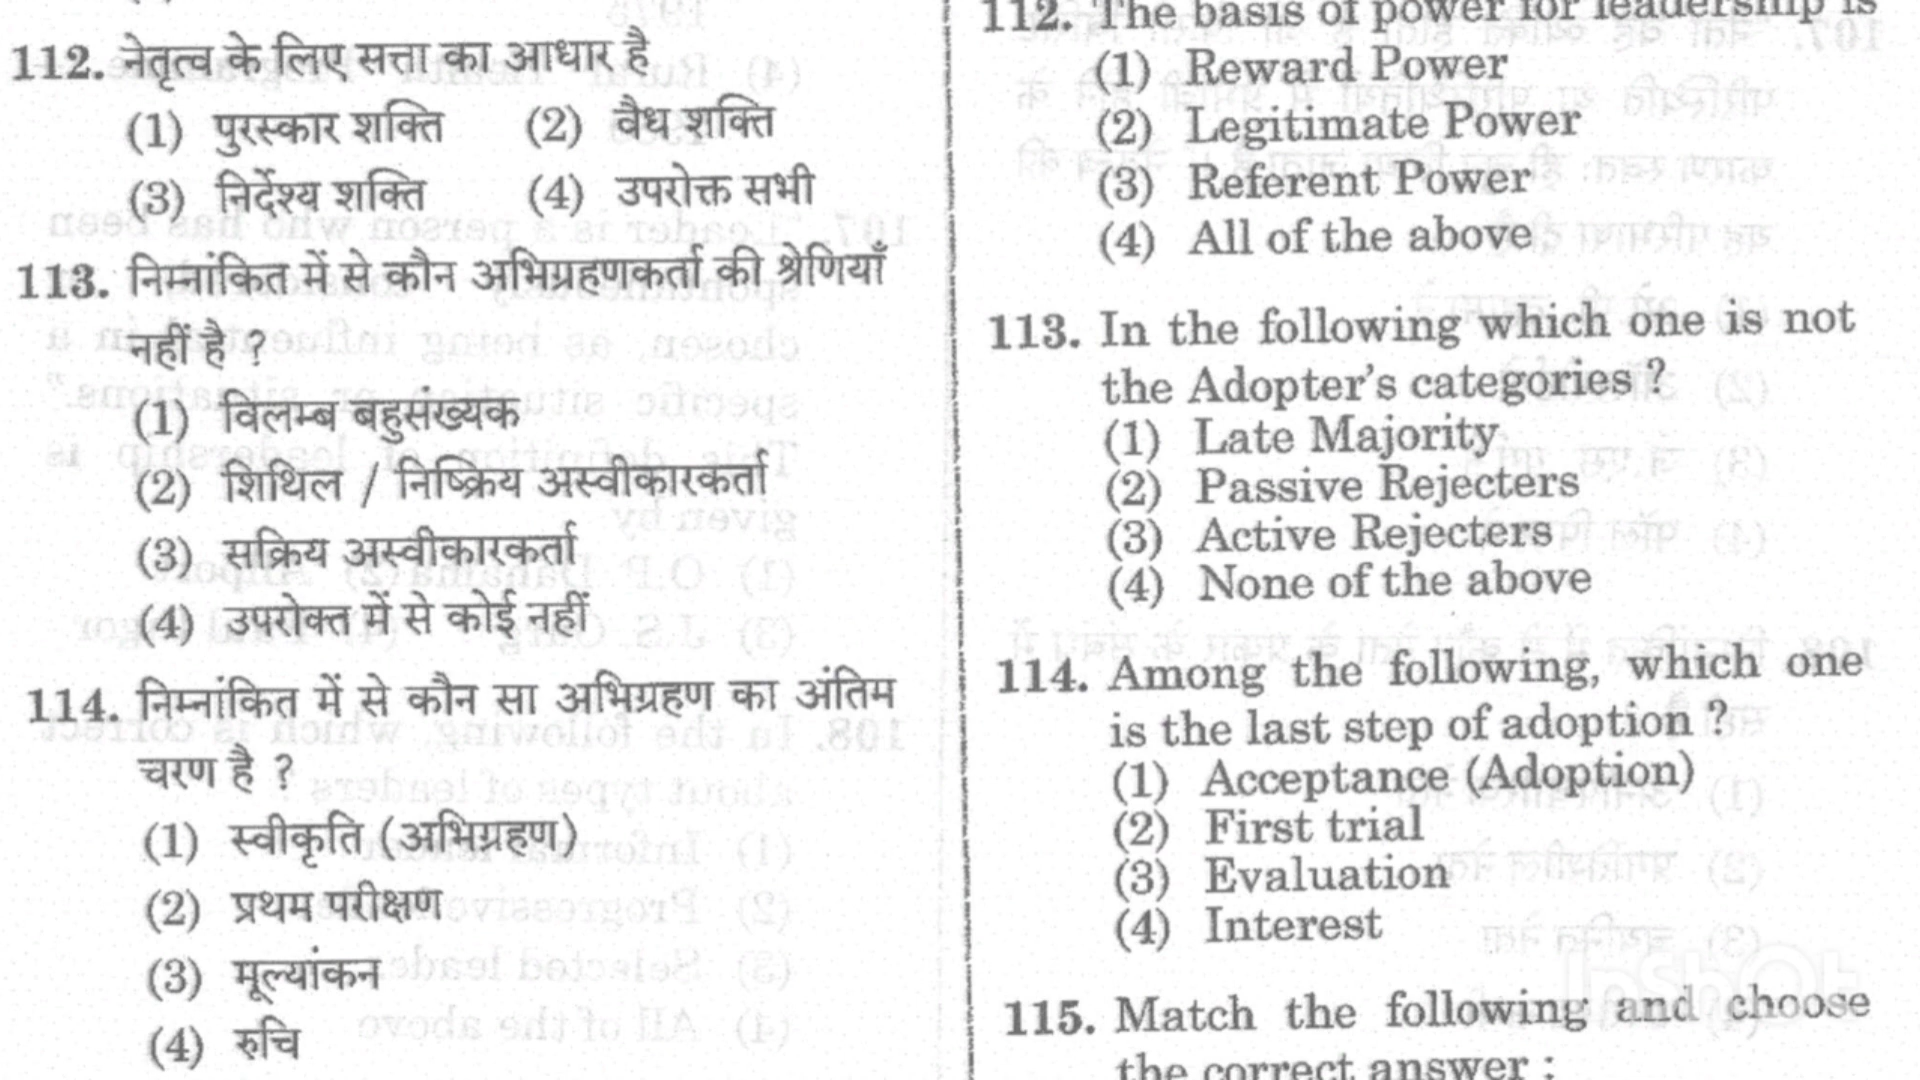 112. नेतृत्व के लिए सत्ता का आधार है
(1) पुरस्कार शक्ति (2) वैध शक्ति
(3) निर्देश्य शक्ति (4) उपरोक्त सभी
113. निम्नांकित में से कौन अभिग्रहणकर्ता की श्रेणियाँ
नहीं है ?
(1) विलम्ब बहुसंख्यक
(2) शिथिल / निष्क्रिय अस्वीकारकर्ता
(3) सक्रिय अस्वीकारकर्ता
(4) उपरोक्त में से कोई नहीं
114. निम्नांकित में से कौन सा अभिग्रहण का अंतिम
चरण है ?
(1) स्वीकृति (अभिग्रहण)
(2) प्रथम परीक्षण
(3) मूल्यांकन
(4) रुचि
112. The basis of power for leadership is
(1) Reward Power
(2) Legitimate Power
(3) Referent Power
(4) All of the above
113. In the following which one is not
the Adopter's categories ?
(1) Late Majority
(2) Passive Rejecters
(3) Active Rejecters
(4) None of the above
114. Among the following, which one
is the last step of adoption ?
(1) Acceptance (Adoption)
(2) First trial
(3) Evaluation
(4) Interest
115. Match the following and choose
the correct answer :
InShot